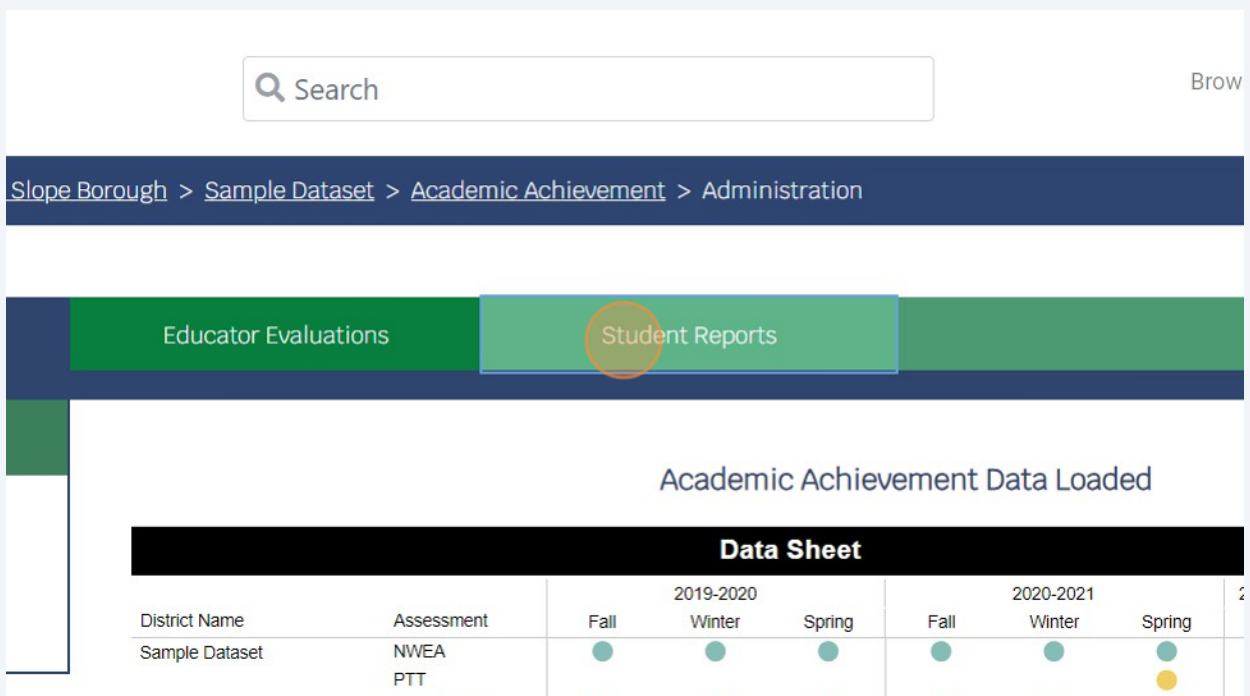 Search
Brow
Slope Borough > Sample Dataset > Academic Achievement > Administration
Educator Evaluations
Student Reports
Academic Achievement Data Loaded
Data Sheet
2019-2020 2020-2021 2
District Name Assessment Fall Winter Spring Fall Winter Spring
Sample Dataset NWEA
PTT